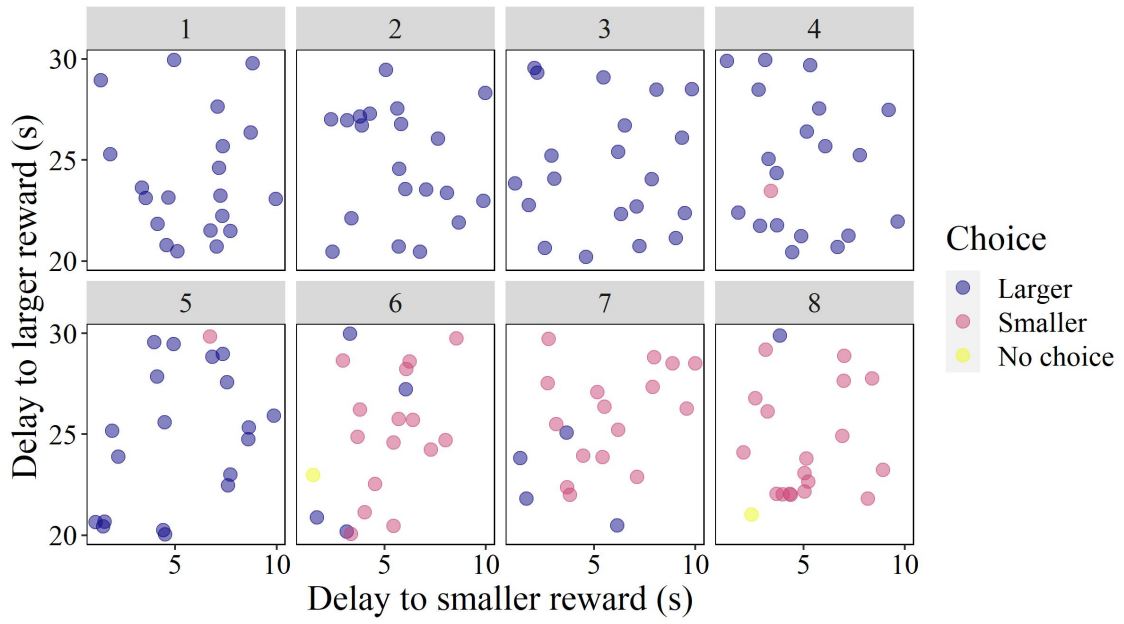 1 2 3 4
30
25
20
5 6 7 8
30
25
20
5 10 5 10 5 10 5 10
Delay to smaller reward (s)
Delay to larger reward (s)
Choice
Larger
Smaller
No choice